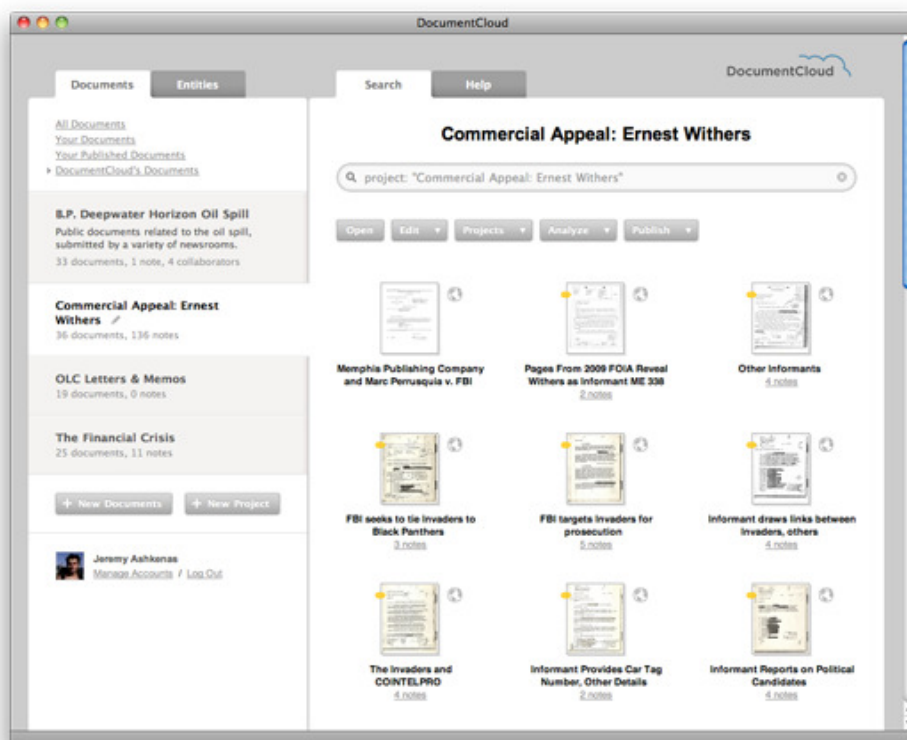 DocumentCloud
Documents
Entities
All Documents
Your Documents
Your Published Documents
DocumentCloud's Documents
B.P. Deepwater Horizon Oil Spill
Public documents related to the oil spill,
submitted by a variety of newsrooms.
33 documents, 1 note, 4 collaborators
Commercial Appeal: Ernest
Withers
36 documents, 136 notes
OLC Letters & Memos
19 documents, 0 notes
The Financial Crisis
25 documents, 11 notes
+ New Documents
+ New Project
Jeremy Ashkenas
Manage Accounts / Log Out
Search
Help
DocumentCloud
Commercial Appeal: Ernest Withers
project: "Commercial Appeal: Ernest Withers"
Open
Edit
Projects
Analyze
Publish
Memphis Publishing Company
and Marc Perrusquia v. FBI
Pages From 2009 FOIA Reveal
Withers as Informant ME 338
2 notes
Other Informants
4 notes
FBI seeks to tie Invaders to
Black Panthers
3 notes
FBI targets Invaders for
prosecution
5 notes
Informant draws links between
Invaders, others
4 notes
The Invaders and
COINTELPRO
4 notes
Informant Provides Car Tag
Number, Other Details
2 notes
Informant Reports on Political
Candidates
4 notes